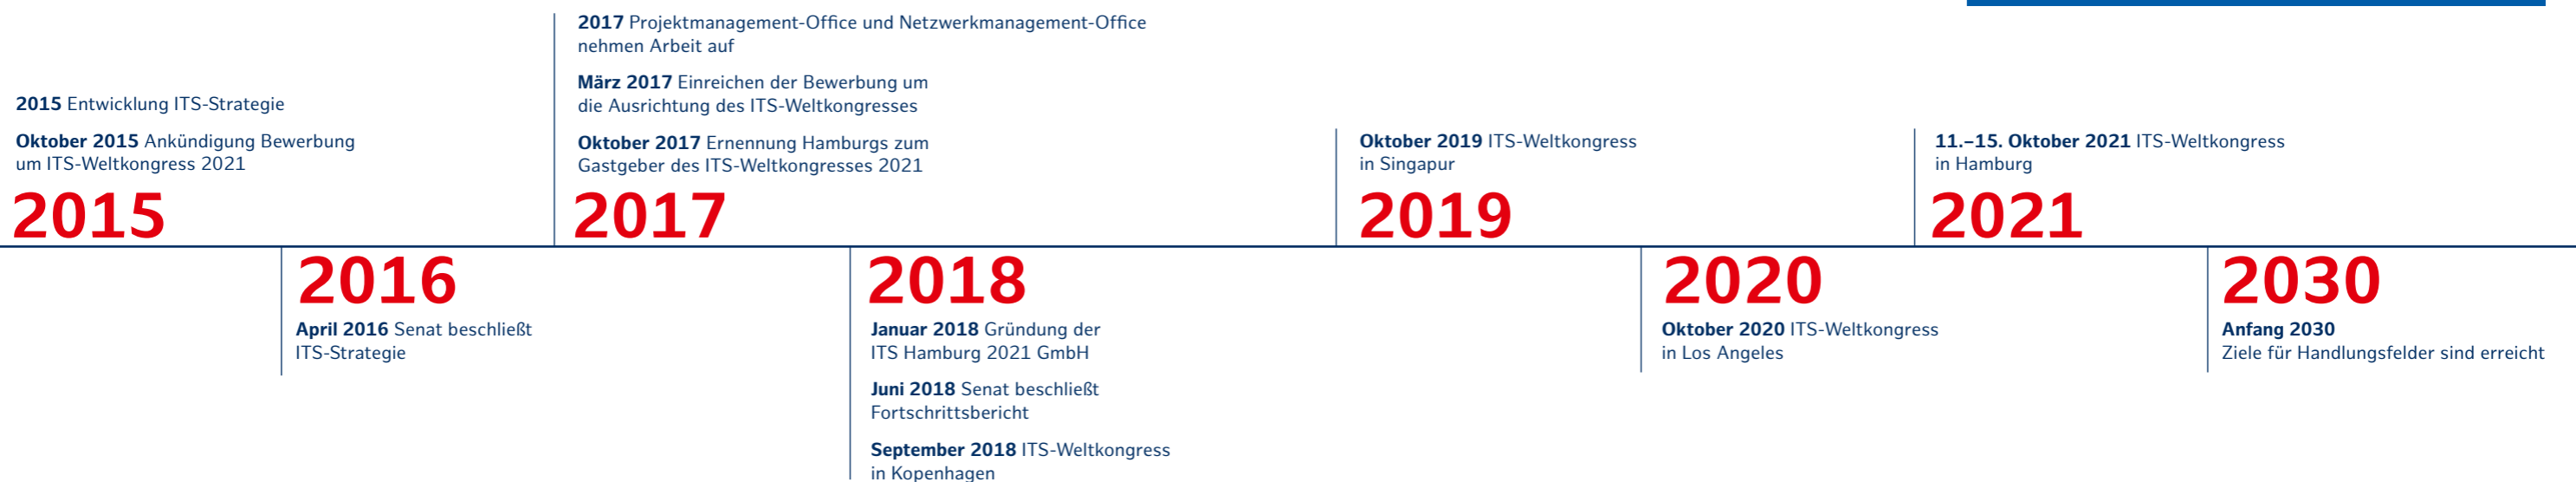 2015 Entwicklung ITS-Strategie
Oktober 2015 Ankündigung Bewerbung
um ITS-Weltkongress 2021
2015
2016
April 2016 Senat beschließt
ITS-Strategie
2017 Projektmanagement-Office und Netzwerkmanagement-Office
nehmen Arbeit auf
März 2017 Einreichen der Bewerbung um
die Ausrichtung des ITS-Weltkongresses
Oktober 2017 Ernennung Hamburgs zum
Gastgeber des ITS-Weltkongresses 2021
2017
2018
Januar 2018 Gründung der
ITS Hamburg 2021 GmbH
Juni 2018 Senat beschließt
Fortschrittsbericht
September 2018 ITS-Weltkongress
in Kopenhagen
Oktober 2019 ITS-Weltkongress
in Singapur
2019
2020
Oktober 2020 ITS-Weltkongress
in Los Angeles
11.–15. Oktober 2021 ITS-Weltkongress
in Hamburg
2021
2030
Anfang 2030
Ziele für Handlungsfelder sind erreicht